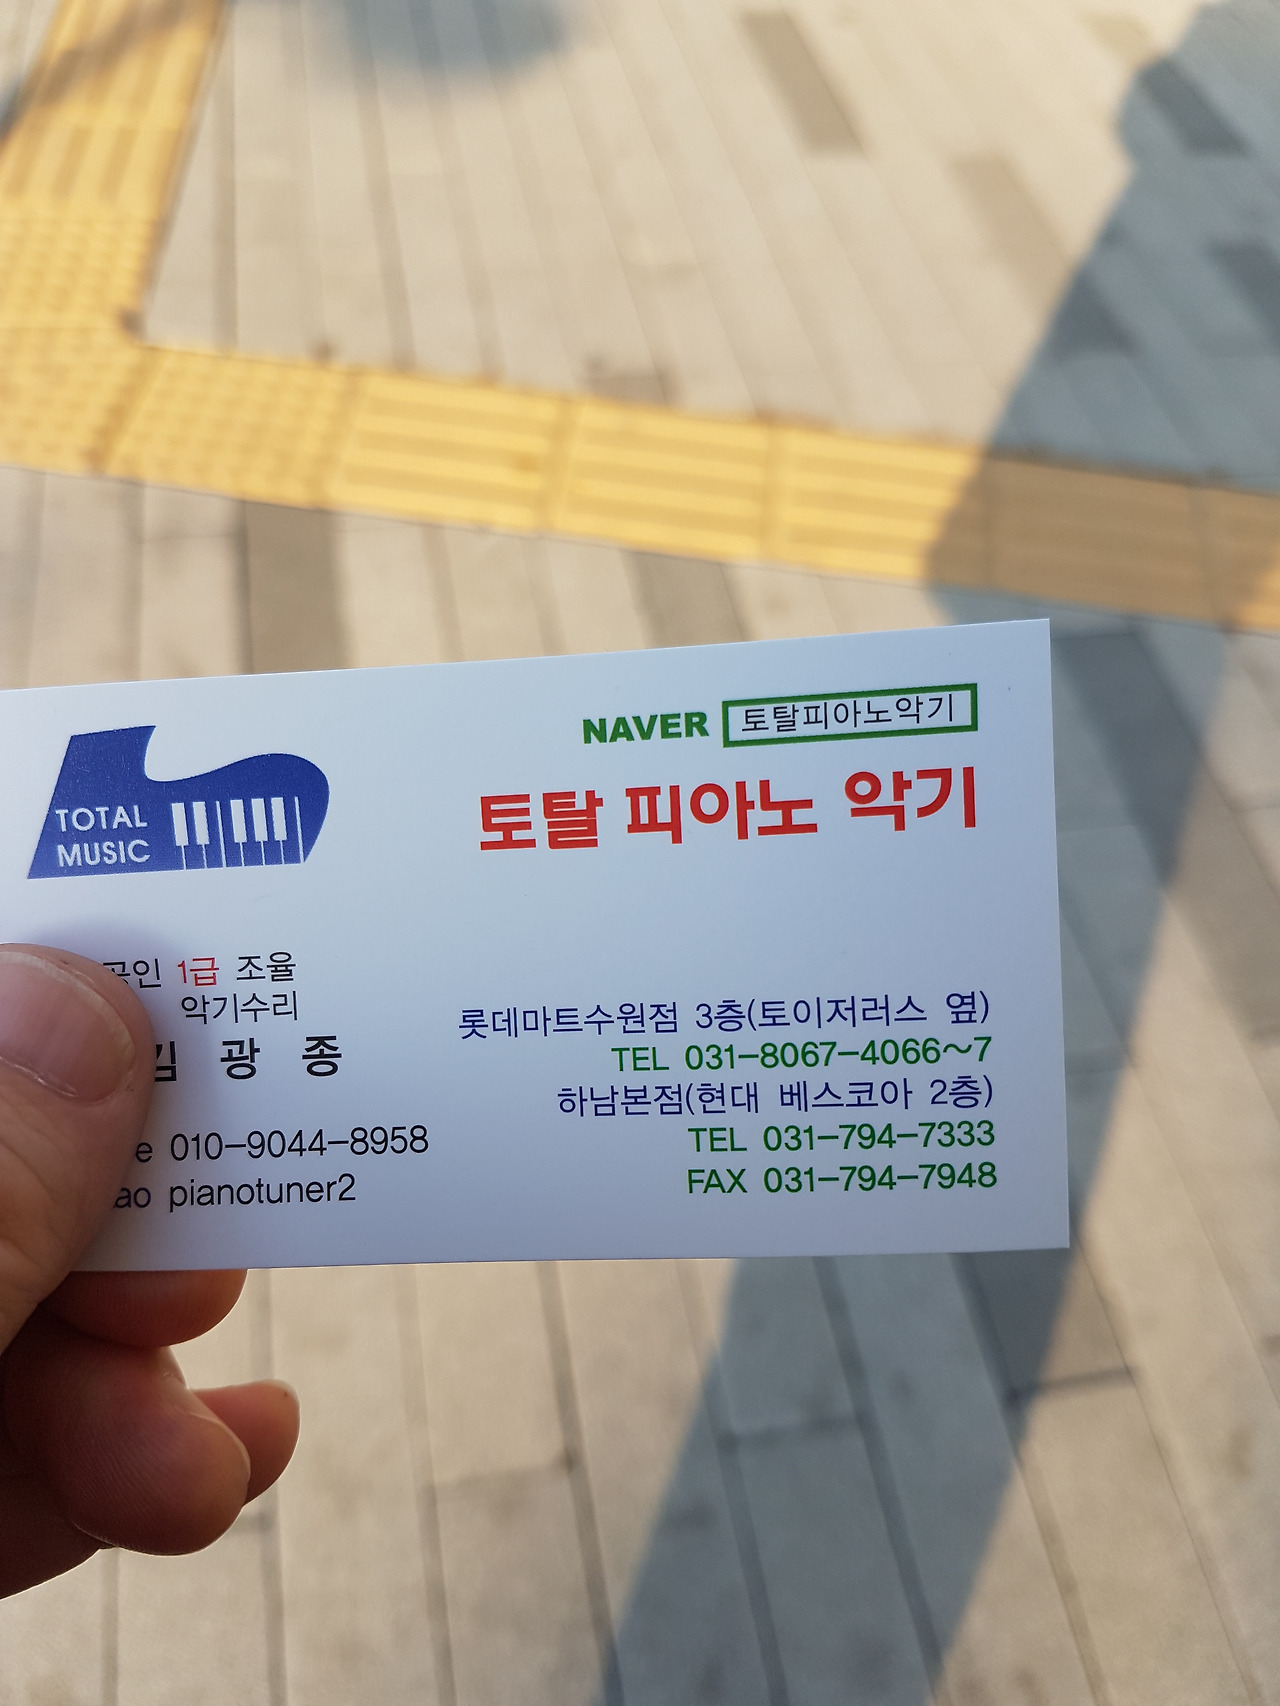 TOTAL
MUSIC
NAVER 토탈피아노악기
토탈 피아노 악기
공인 1급 조율
악기수리
김 광 종
010-9044-8958
pianotuner2
롯데마트수원점 3층(토이저러스 옆)
TEL 031-8067-4066~7
하남본점(현대 베스코아 2층)
TEL 031-794-7333
FAX 031-794-7948